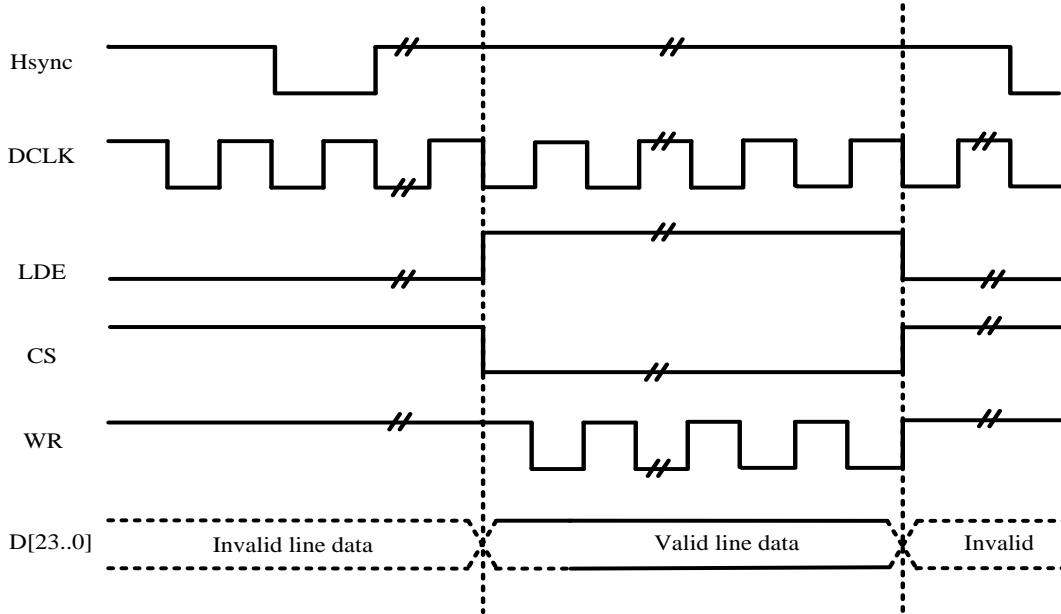 Hsync
DCLK
LDE
CS
WR
D[23..0]
Invalid line data
Valid line data
Invalid